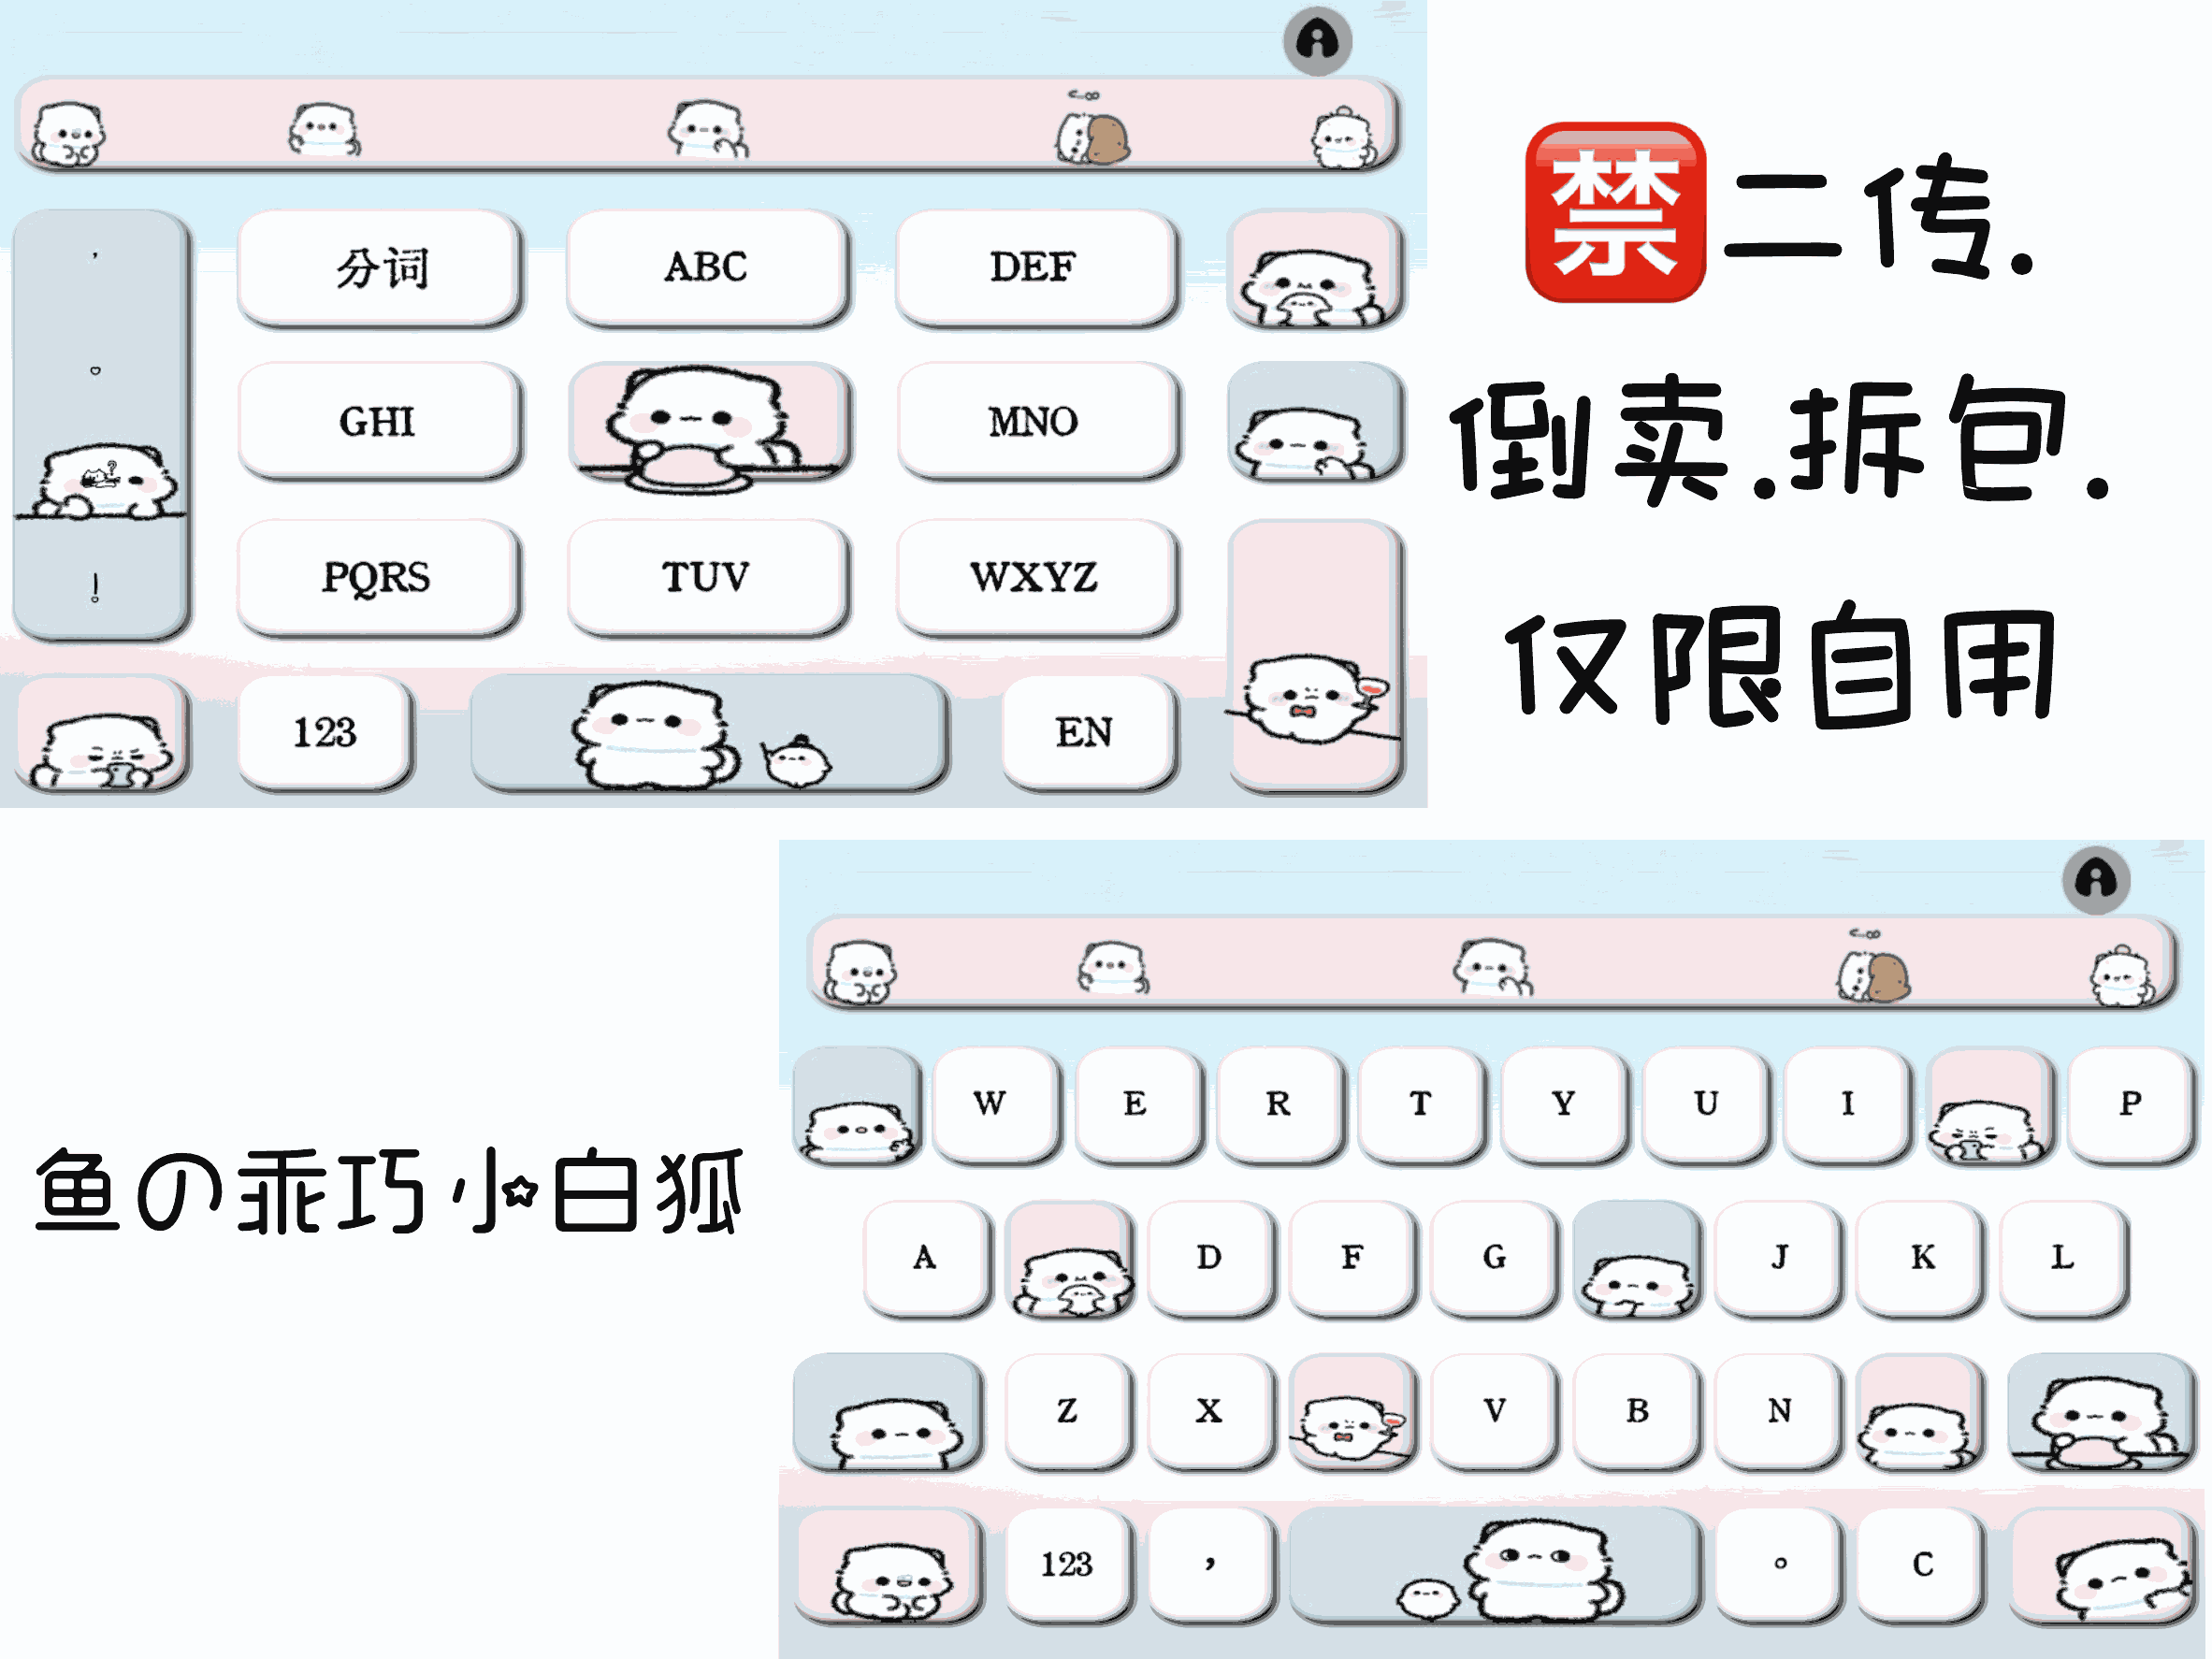 禁二传.
倒卖.拆包.
仅限自用
,
分词 ABC DEF
GHI MNO
?
!
PQRS TUV WXYZ
123 EN
鱼の乖巧小白狐
W E R T Y U I P
A D F G J K L
Z X V B N
123 , 。 C